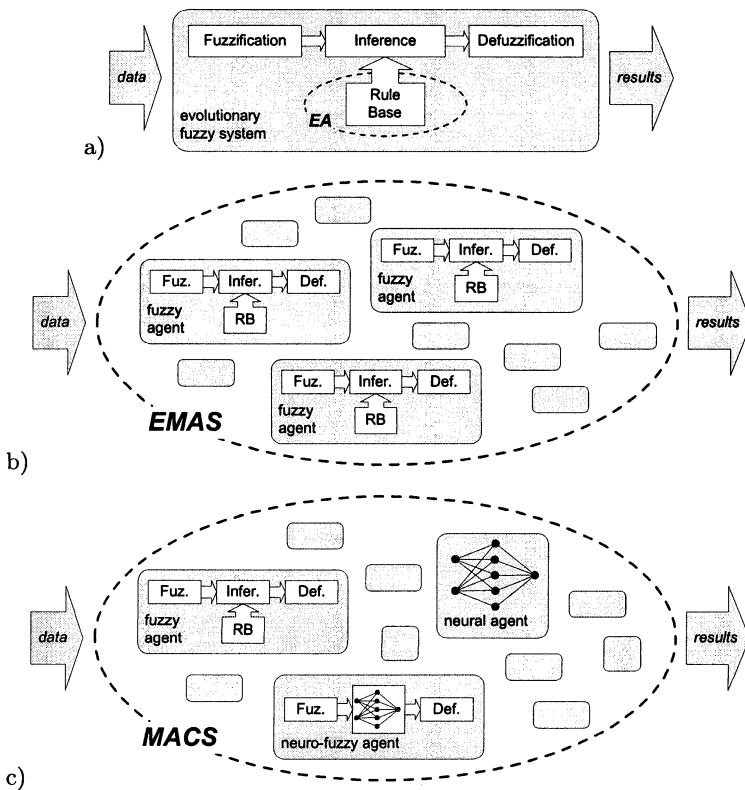 Fuzzification Inference Defuzzification
data
results
Rule
Base
EA
evolutionary
fuzzy system
a)
Fuz. Infer. Def.
fuzzy
agent
RB
Fuz. Infer. Def.
fuzzy
agent
RB
data
results
Fuz. Infer. Def.
fuzzy
agent
RB
EMAS
b)
neural agent
Fuz. Infer. Def.
fuzzy
agent
RB
data
results
Fuz. Def.
neuro-fuzzy agent
MACS
c)